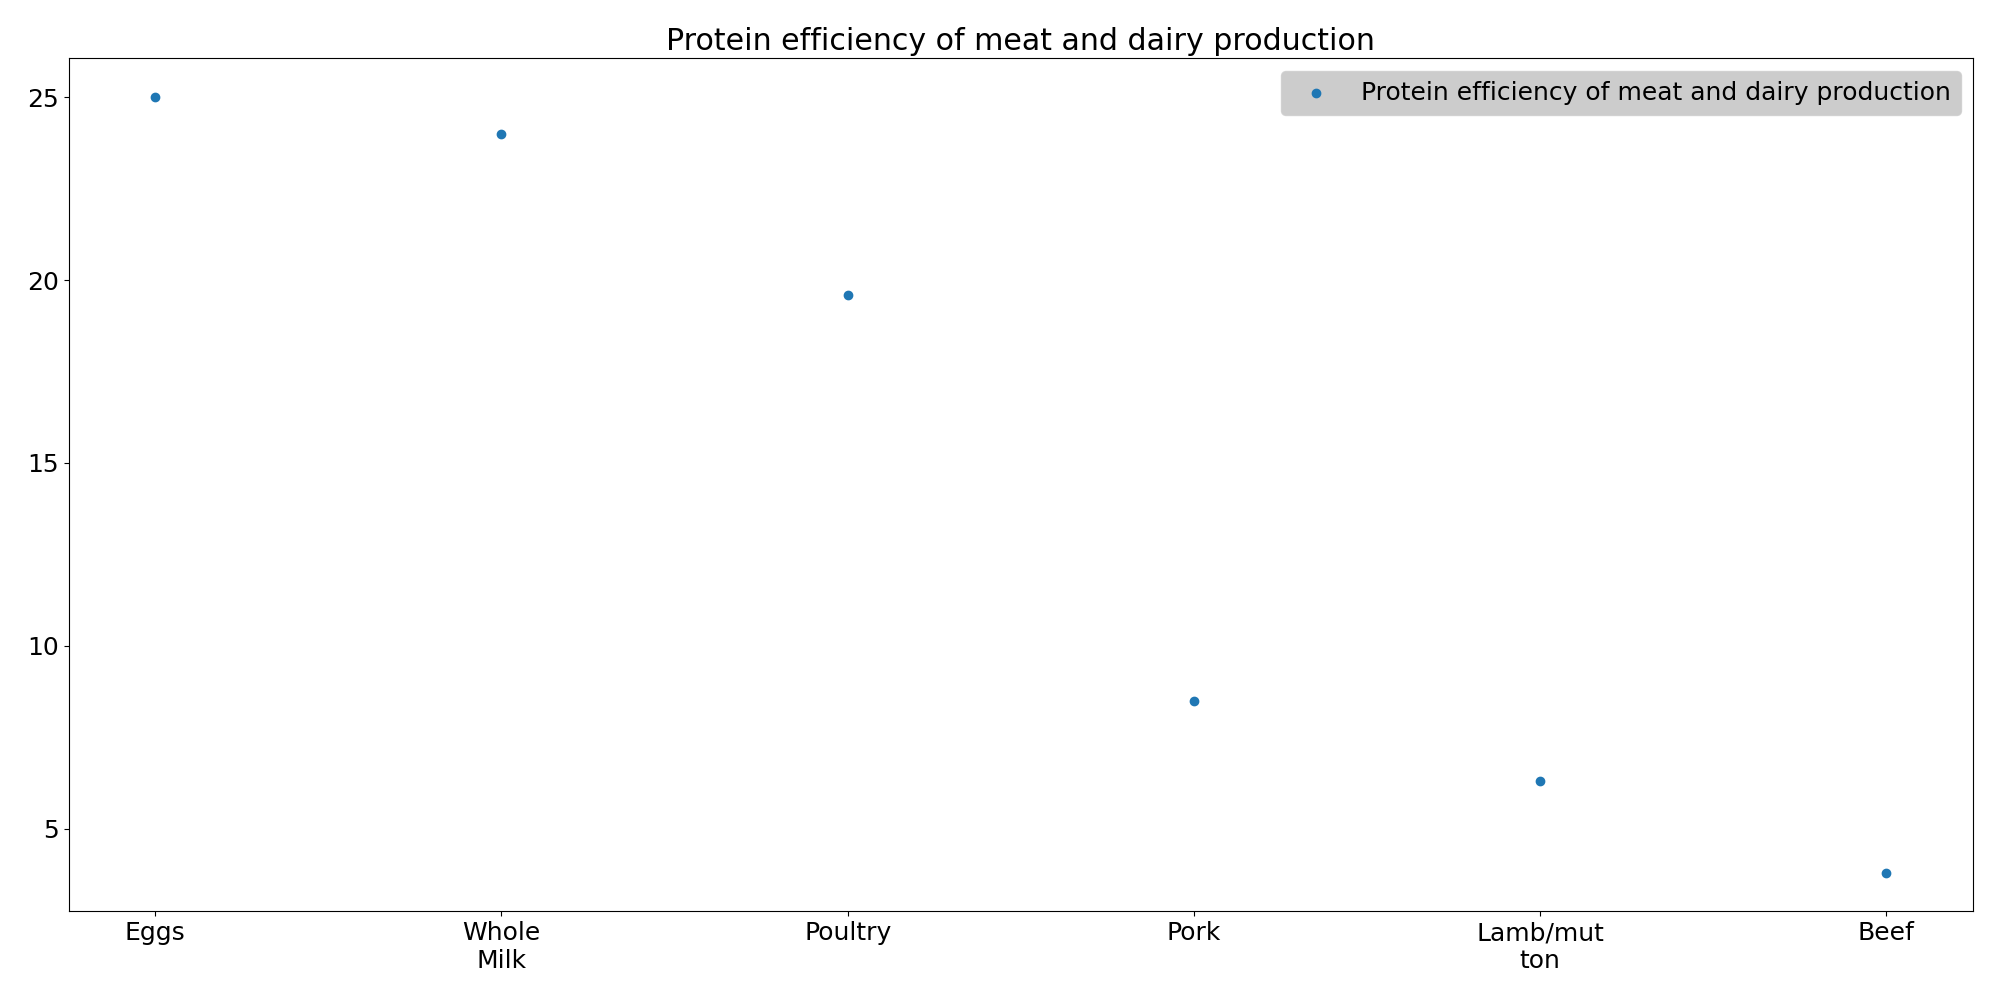 Protein efficiency of meat and dairy production
Protein efficiency of meat and dairy production
25
20
15
10
5
Eggs
Whole
Milk
Poultry
Pork
Lamb/mut
ton
Beef